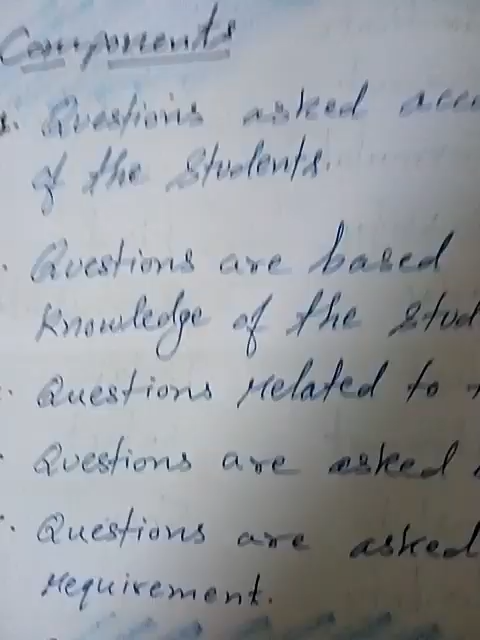 Components
Questions asked
of the Students.
Questions are based
Knowledge of the
Questions related to
Questions are asked
Questions are asked
requirement.